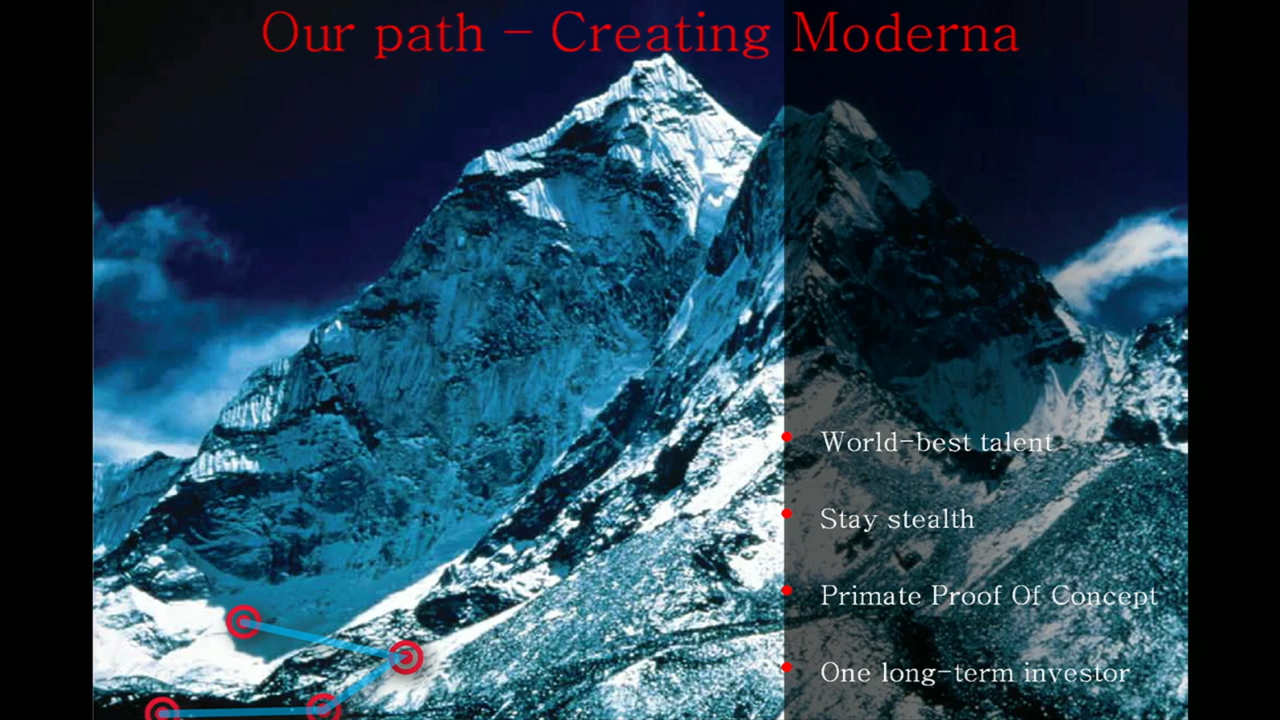 Our path – Creating Moderna
World-best talent
Stay stealth
Primate Proof Of Concept
One long-term investor